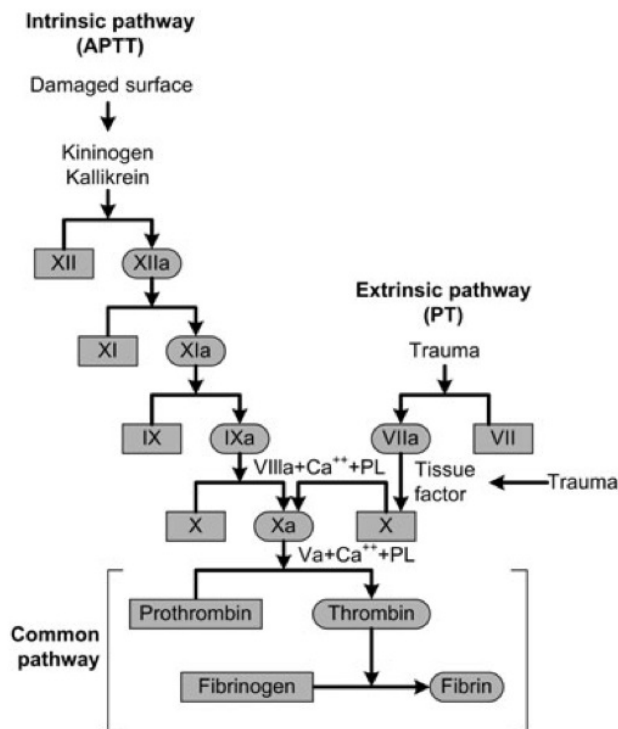 Intrinsic pathway
(APTT)
Damaged surface
Kininogen
Kallikrein
XII
XIIa
Extrinsic pathway
(PT)
XI
XIa
Trauma
IX
IXa
VIIa
VII
VIIIa+Ca⁺⁺+PL
Tissue
factor
Trauma
X
Xa
X
Va+Ca⁺⁺+PL
Prothrombin
Thrombin
Common
pathway
Fibrinogen
Fibrin